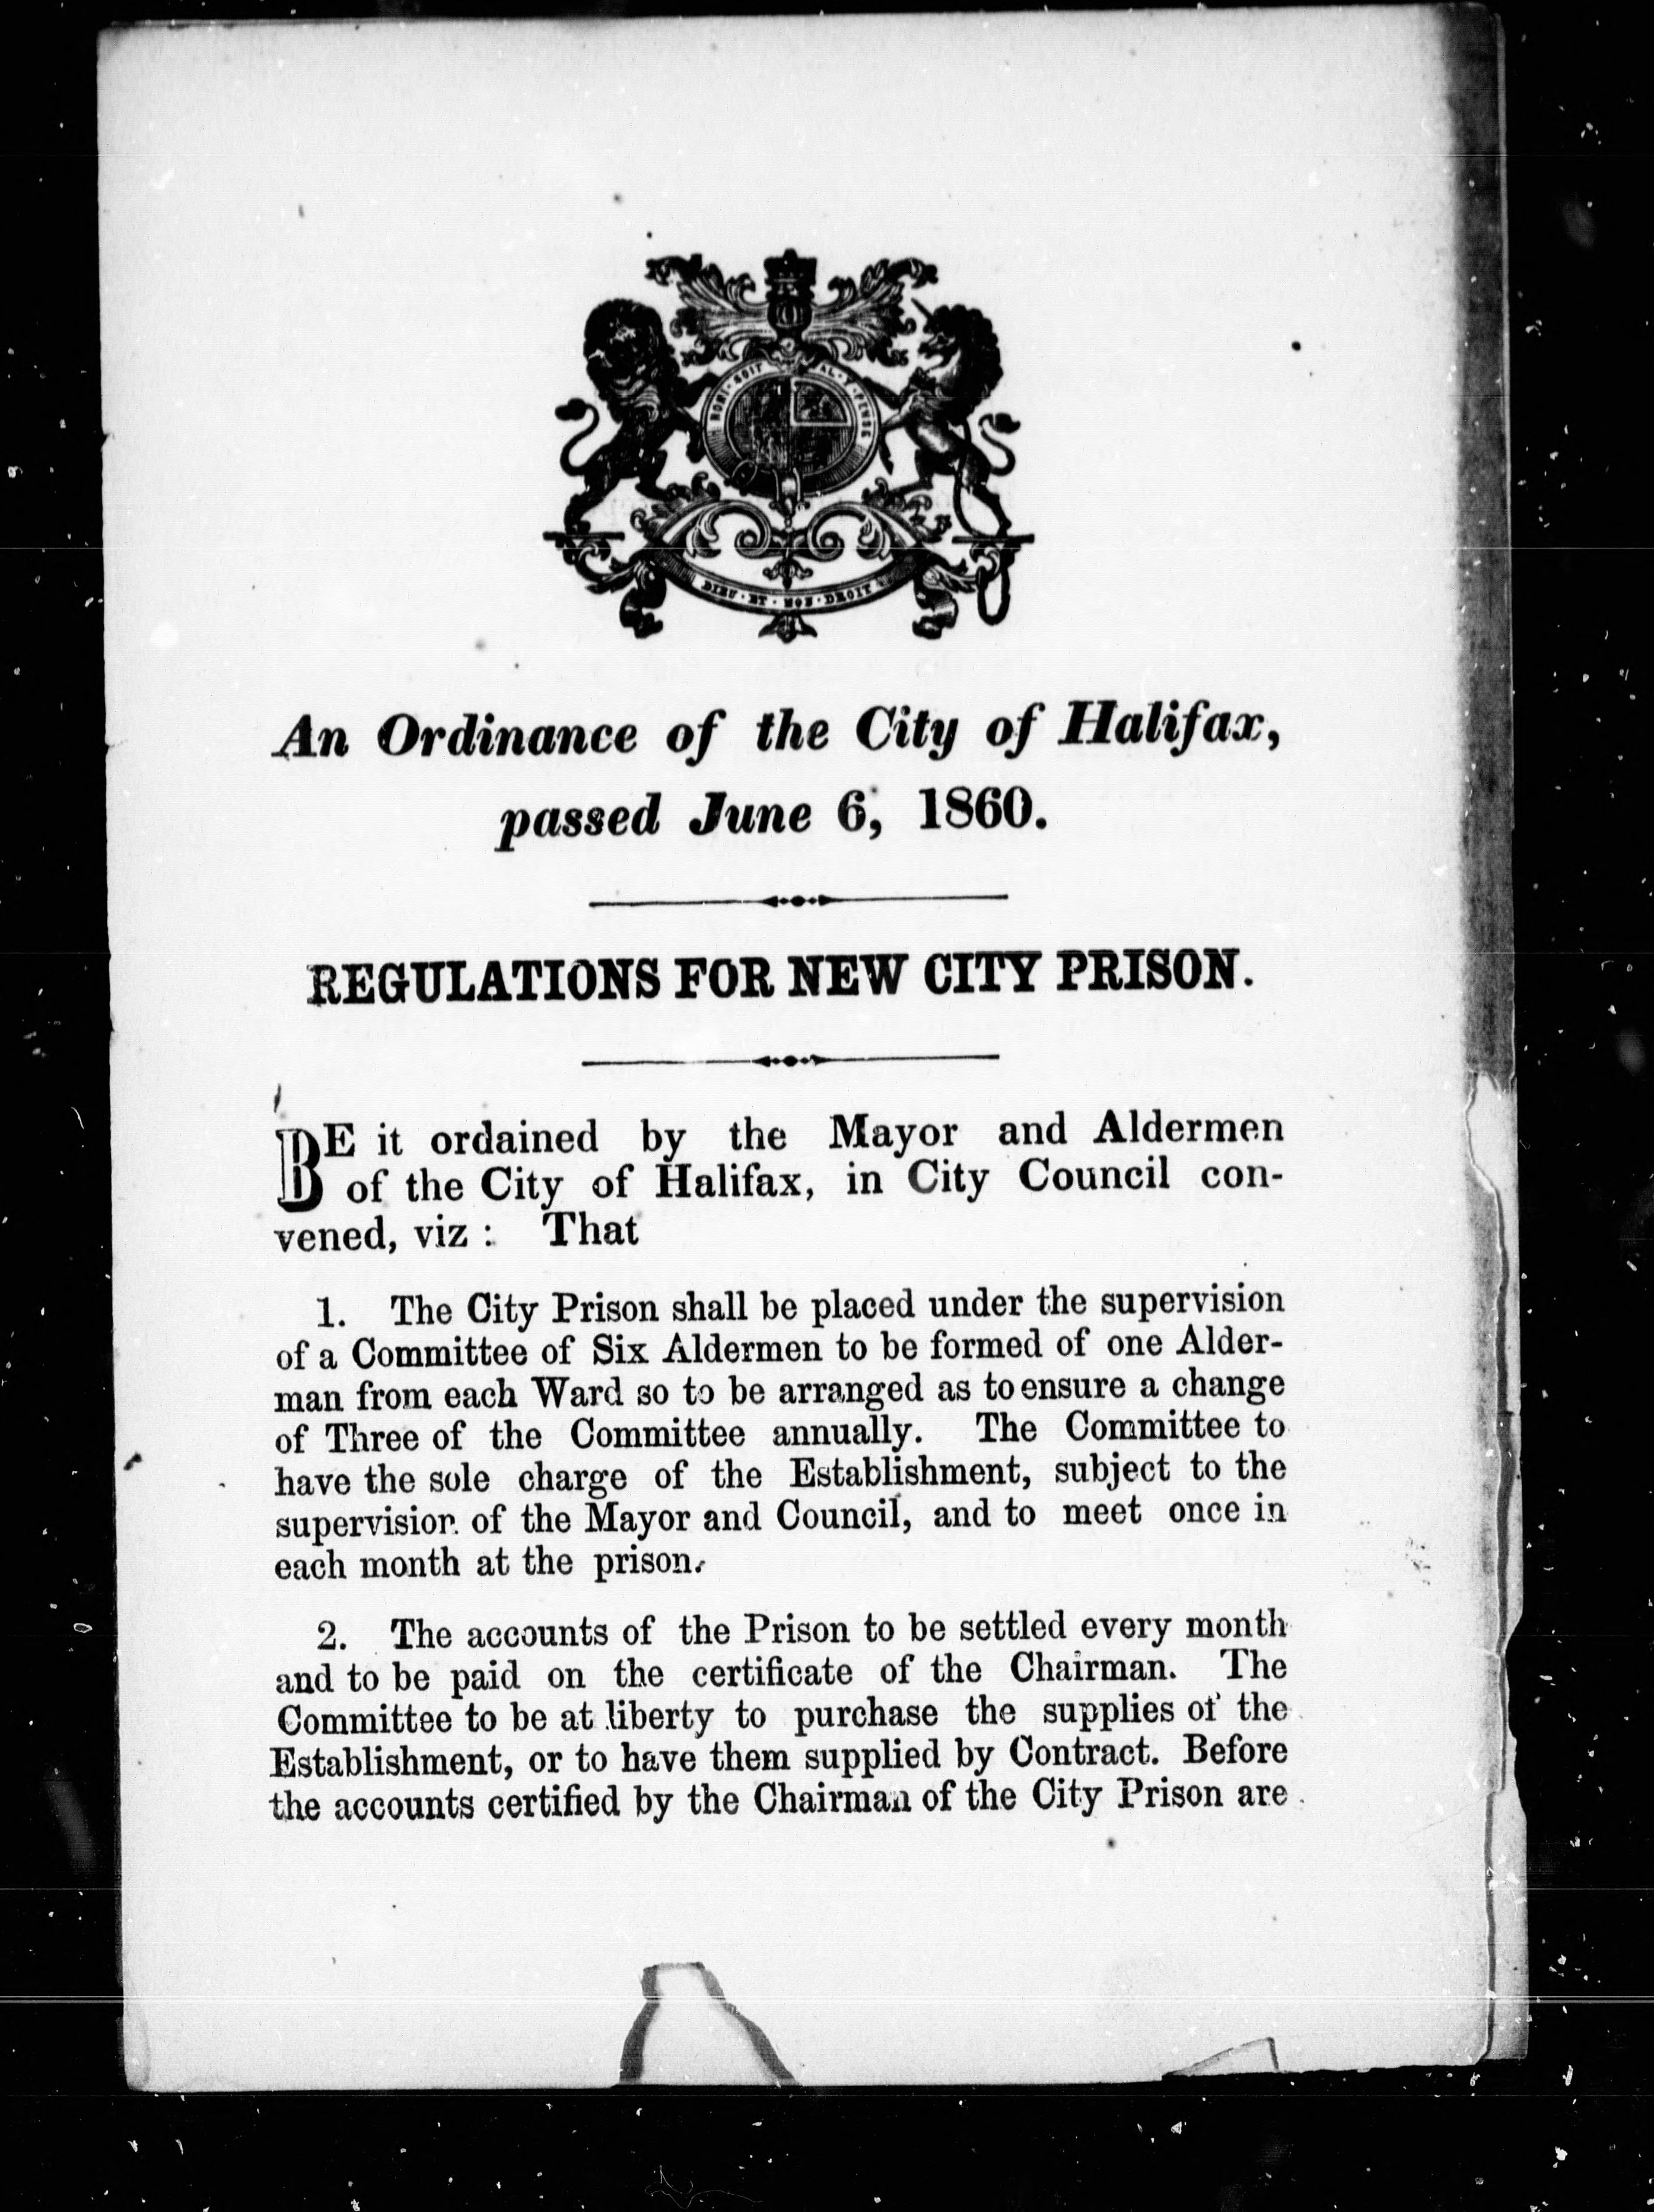 HONI · SOIT AL · Y · PENSE
DIEU · ET · MON · DROIT
An Ordinance of the City of Halifax,
passed June 6, 1860.
REGULATIONS FOR NEW CITY PRISON.
BE it ordained by the Mayor and Aldermen
of the City of Halifax, in City Council con-
vened, viz : That
1. The City Prison shall be placed under the supervision
of a Committee of Six Aldermen to be formed of one Alder-
man from each Ward so to be arranged as to ensure a change
of Three of the Committee annually. The Committee to
have the sole charge of the Establishment, subject to the
supervision of the Mayor and Council, and to meet once in
each month at the prison.
2. The accounts of the Prison to be settled every month
and to be paid on the certificate of the Chairman. The
Committee to be at liberty to purchase the supplies of the
Establishment, or to have them supplied by Contract. Before
the accounts certified by the Chairman of the City Prison are